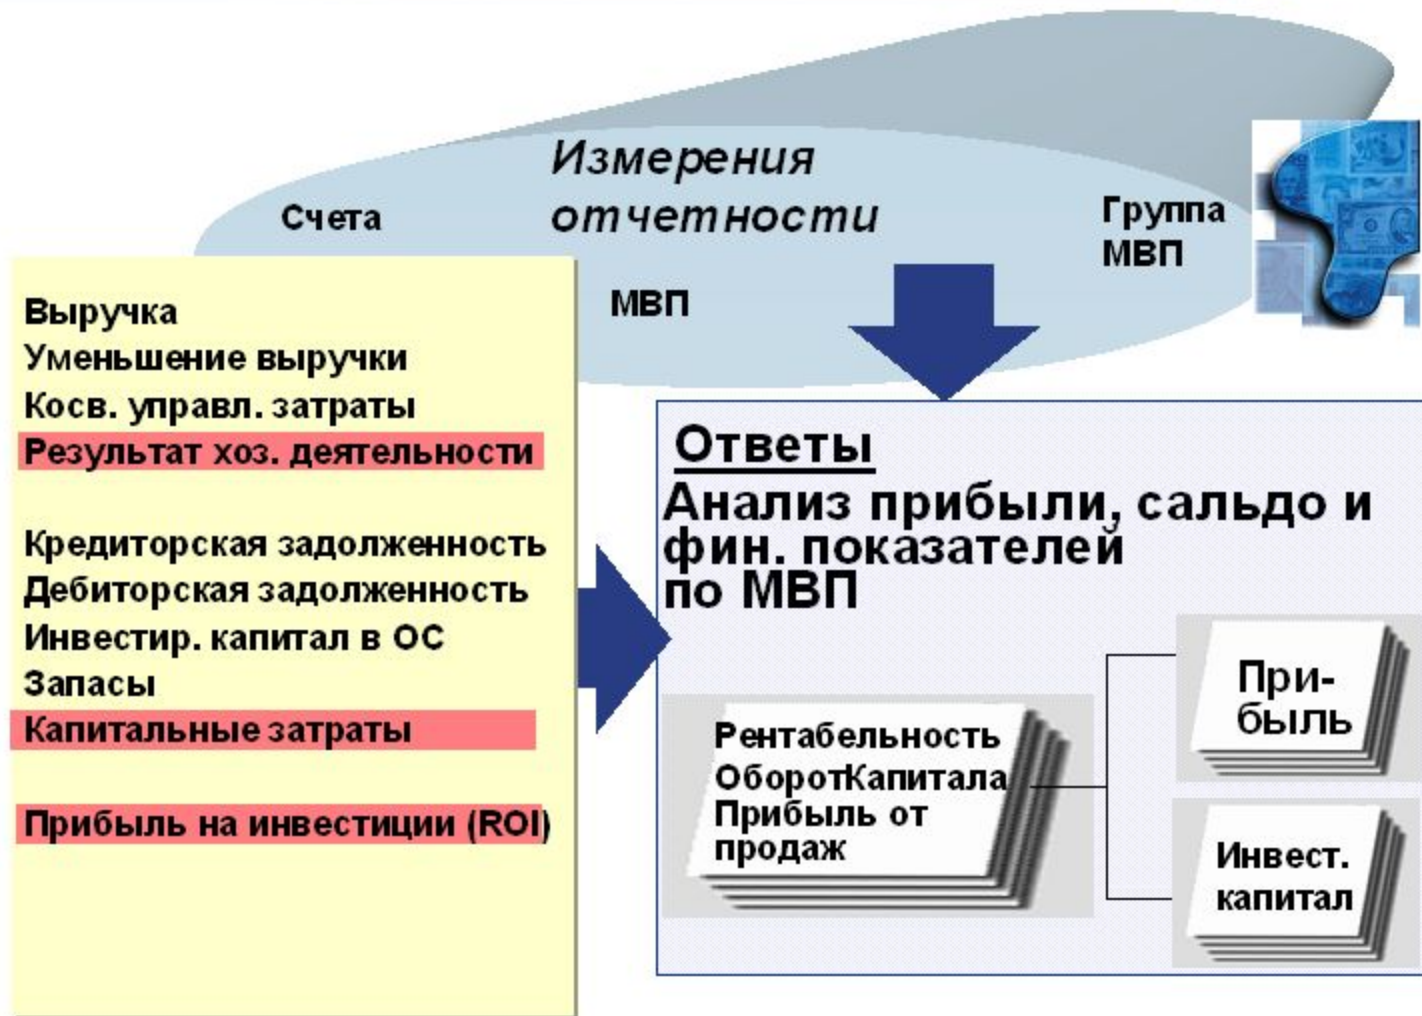 Измерения
отчетности
Счета
Группа
МВП
МВП
Выручка
Уменьшение выручки
Косв. управл. затраты
Результат хоз. деятельности
Кредиторская задолженность
Дебиторская задолженность
Инвестир. капитал в ОС
Запасы
Капитальные затраты
Прибыль на инвестиции (ROI)
Ответы
Анализ прибыли, сальдо и
фин. показателей
по МВП
Рентабельность
ОборотКапитала
Прибыль от
продаж
При-
быль
Инвест.
капитал